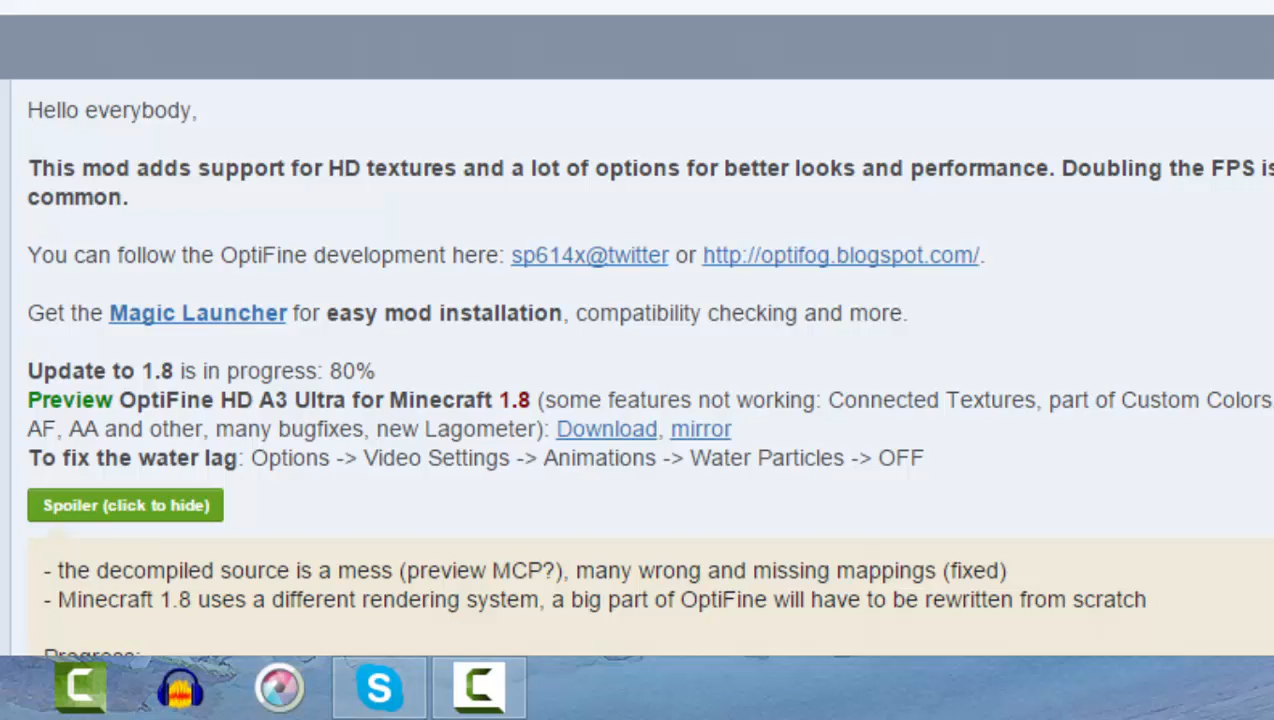 Hello everybody,
This mod adds support for HD textures and a lot of options for better looks and performance. Doubling the FPS is
common.
You can follow the OptiFine development here: sp614x@twitter or http://optifog.blogspot.com/.
Get the Magic Launcher for easy mod installation, compatibility checking and more.
Update to 1.8 is in progress: 80%
Preview OptiFine HD A3 Ultra for Minecraft 1.8 (some features not working: Connected Textures, part of Custom Colors
AF, AA and other, many bugfixes, new Lagometer): Download, mirror
To fix the water lag: Options -> Video Settings -> Animations -> Water Particles -> OFF
Spoiler (click to hide)
- the decompiled source is a mess (preview MCP?), many wrong and missing mappings (fixed)
- Minecraft 1.8 uses a different rendering system, a big part of OptiFine will have to be rewritten from scratch
Progress: